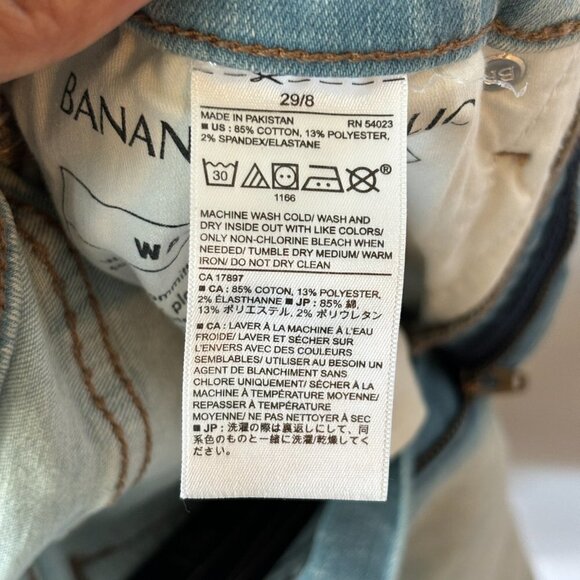 BANAN UC
29/8
MADE IN PAKISTAN RN 54023
■ US : 85% COTTON, 13% POLYESTER,
2% SPANDEX/ELASTANE
30
1166
MACHINE WASH COLD/ WASH AND
DRY INSIDE OUT WITH LIKE COLORS/
ONLY NON-CHLORINE BLEACH WHEN
NEEDED/ TUMBLE DRY MEDIUM/ WARM
IRON/ DO NOT DRY CLEAN
CA 17897
■ CA : 85% COTTON, 13% POLYESTER,
2% ÉLASTHANNE ■ JP : 85% 綿,
13% ポリエステル, 2% ポリウレタン
■ CA : LAVER À LA MACHINE À L'EAU
FROIDE/ LAVER ET SÉCHER SUR
L'ENVERS AVEC DES COULEURS
SEMBLABLES/ UTILISER AU BESOIN UN
AGENT DE BLANCHIMENT SANS
CHLORE UNIQUEMENT/ SÉCHER À LA
MACHINE À TEMPÉRATURE MOYENNE/
REPASSER À TEMPÉRATURE
MOYENNE/ NE PAS NETTOYER À SEC
■ JP : 洗濯の際は裏返しにして、同
色系のものと一緒に洗濯/乾燥してく
ださい。
W